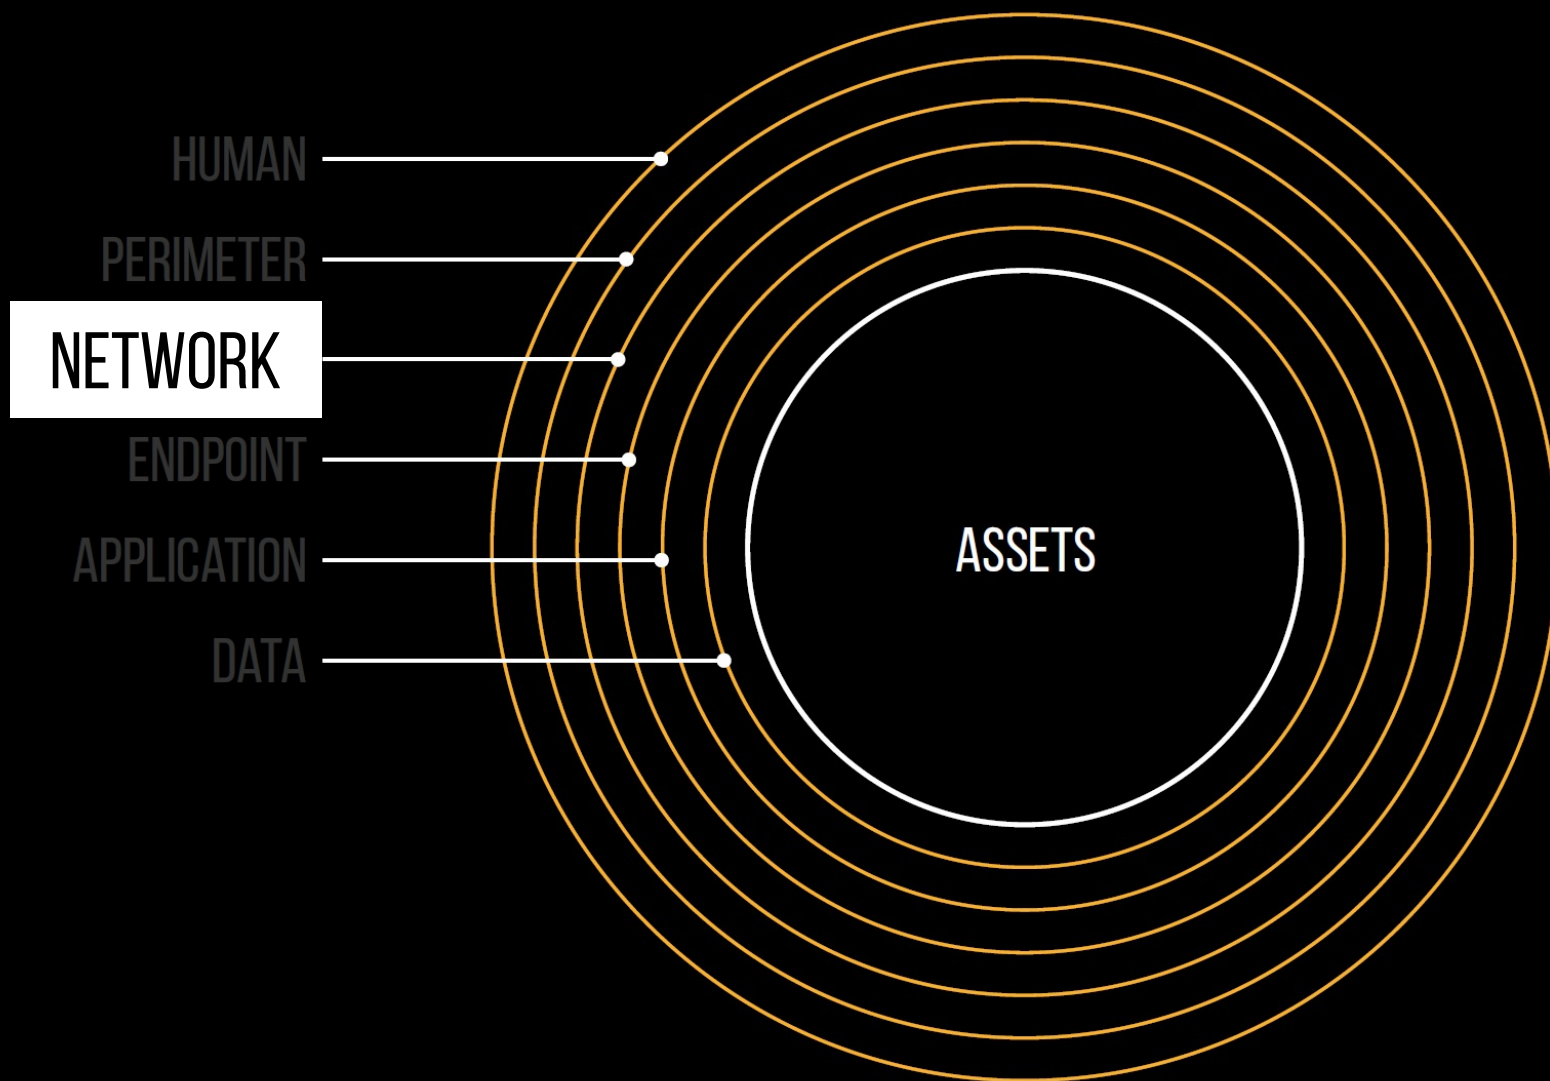 HUMAN
PERIMETER
NETWORK
ENDPOINT
APPLICATION
DATA
ASSETS